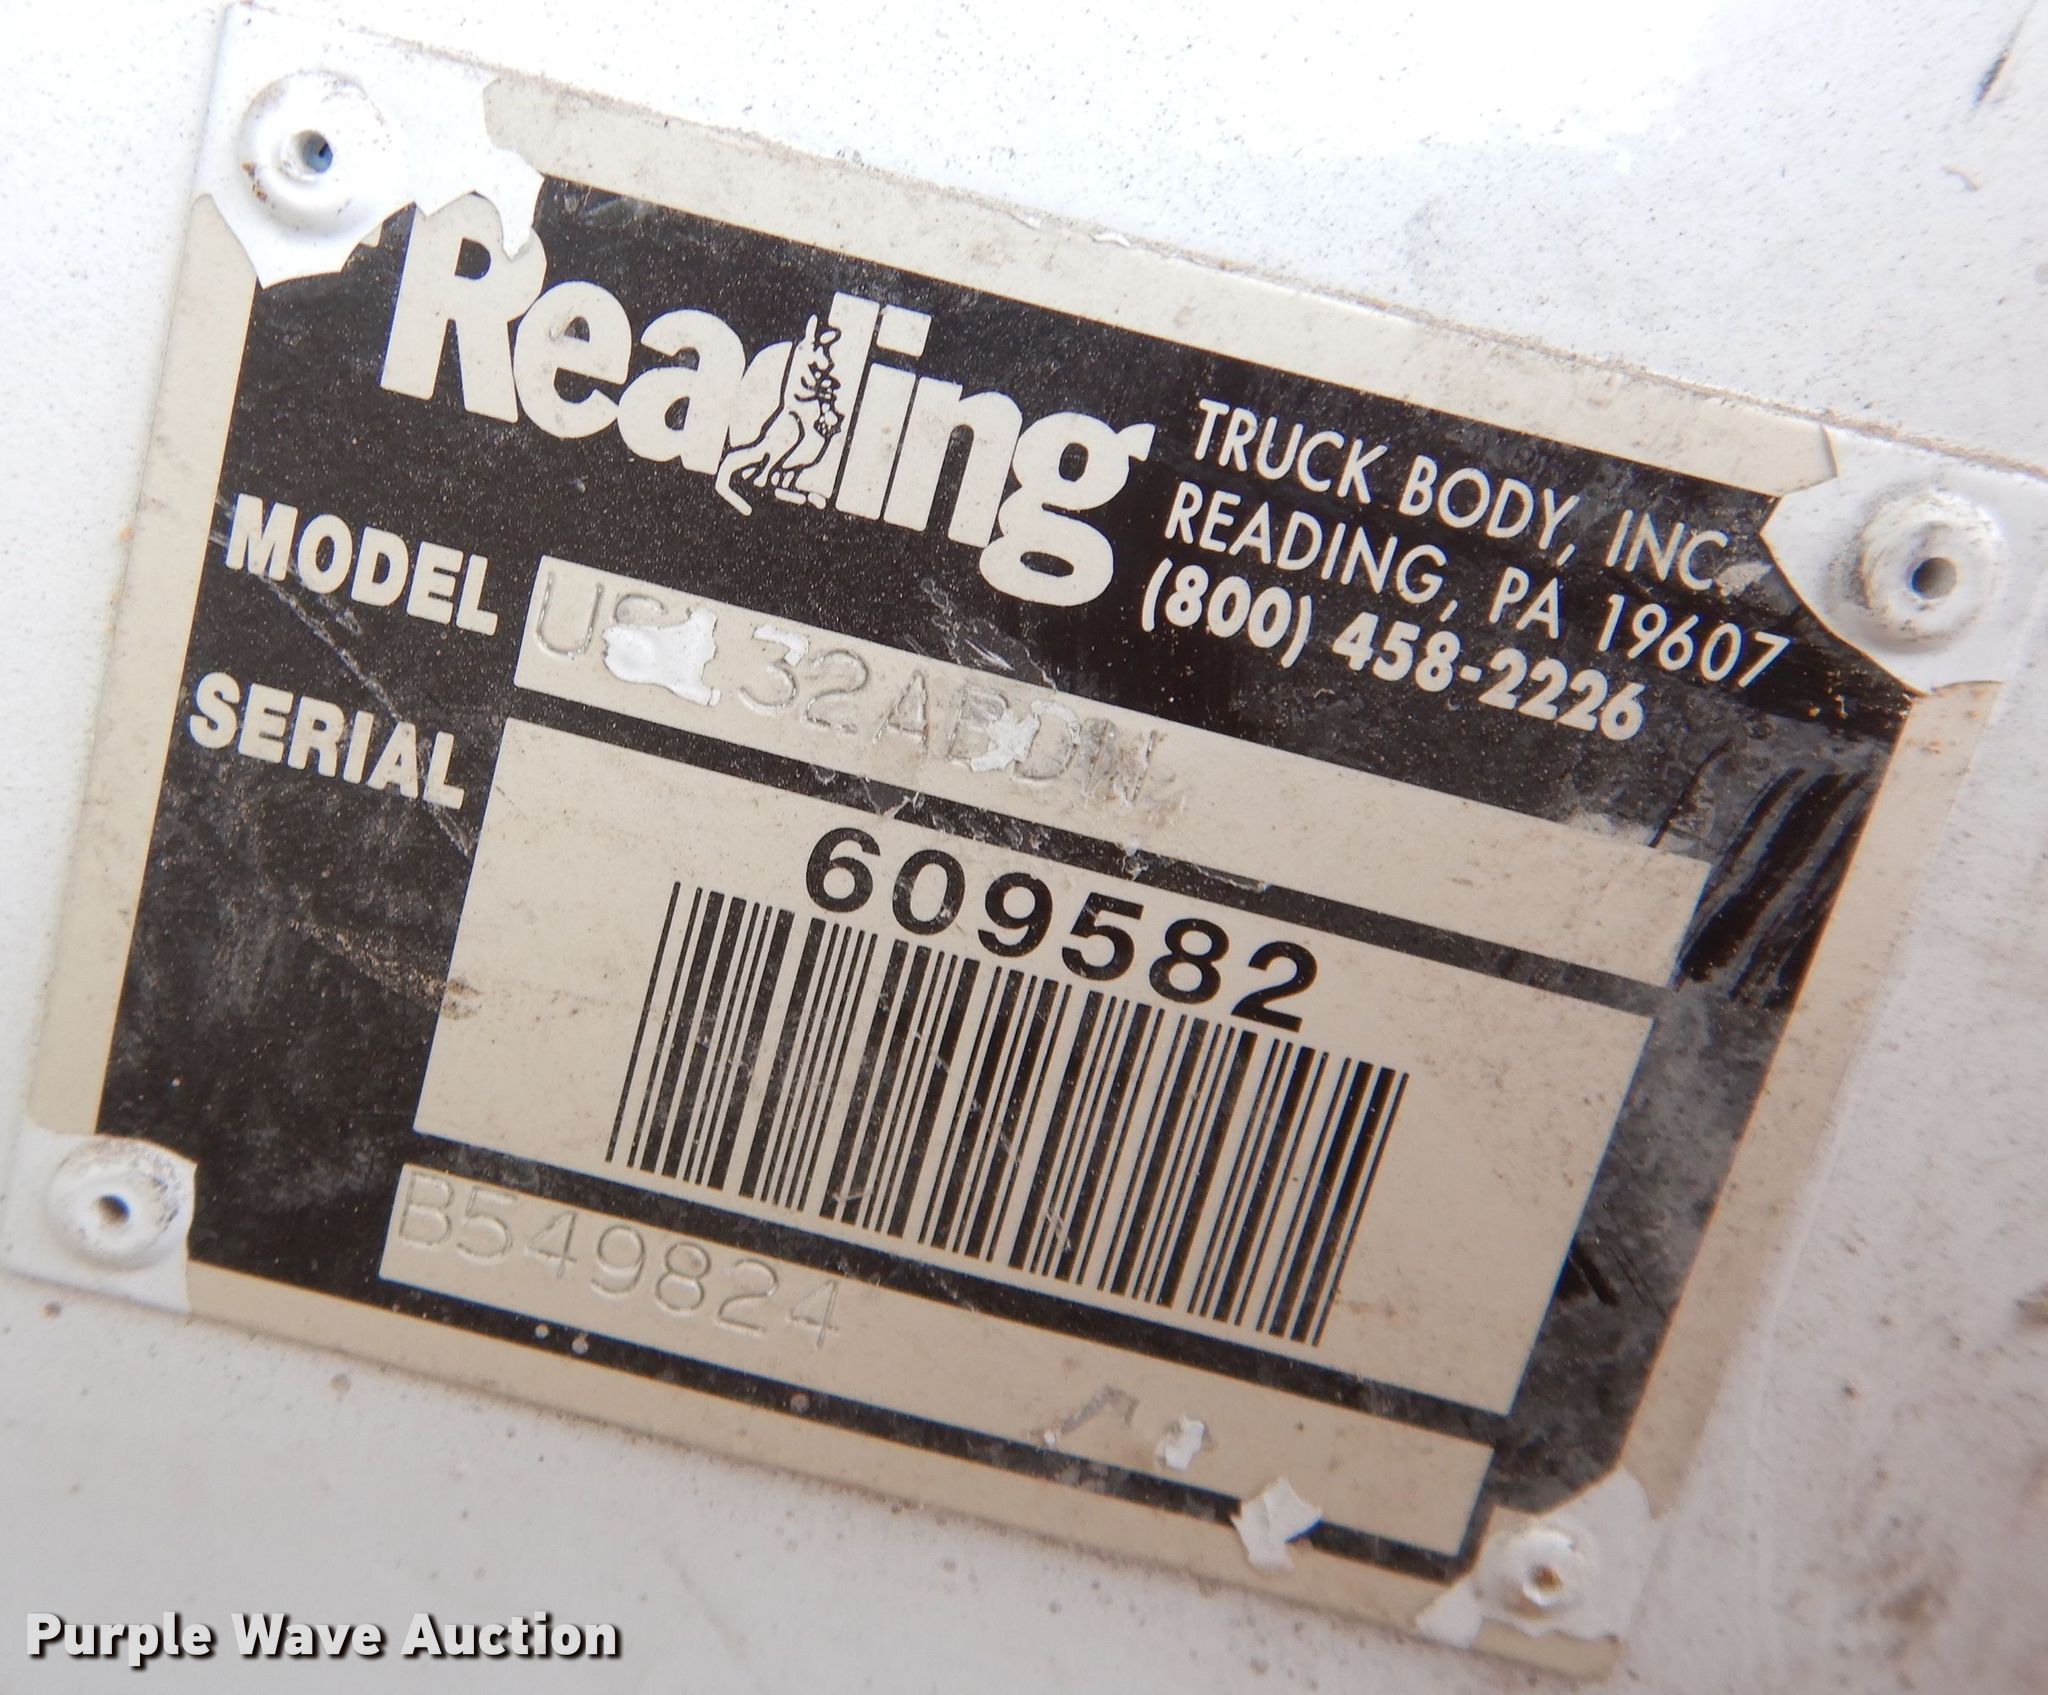 Reading
TRUCK BODY, INC.
READING, PA 19607
(800) 458-2226
MODEL
SERIAL 609582
B549824
Purple Wave Auction